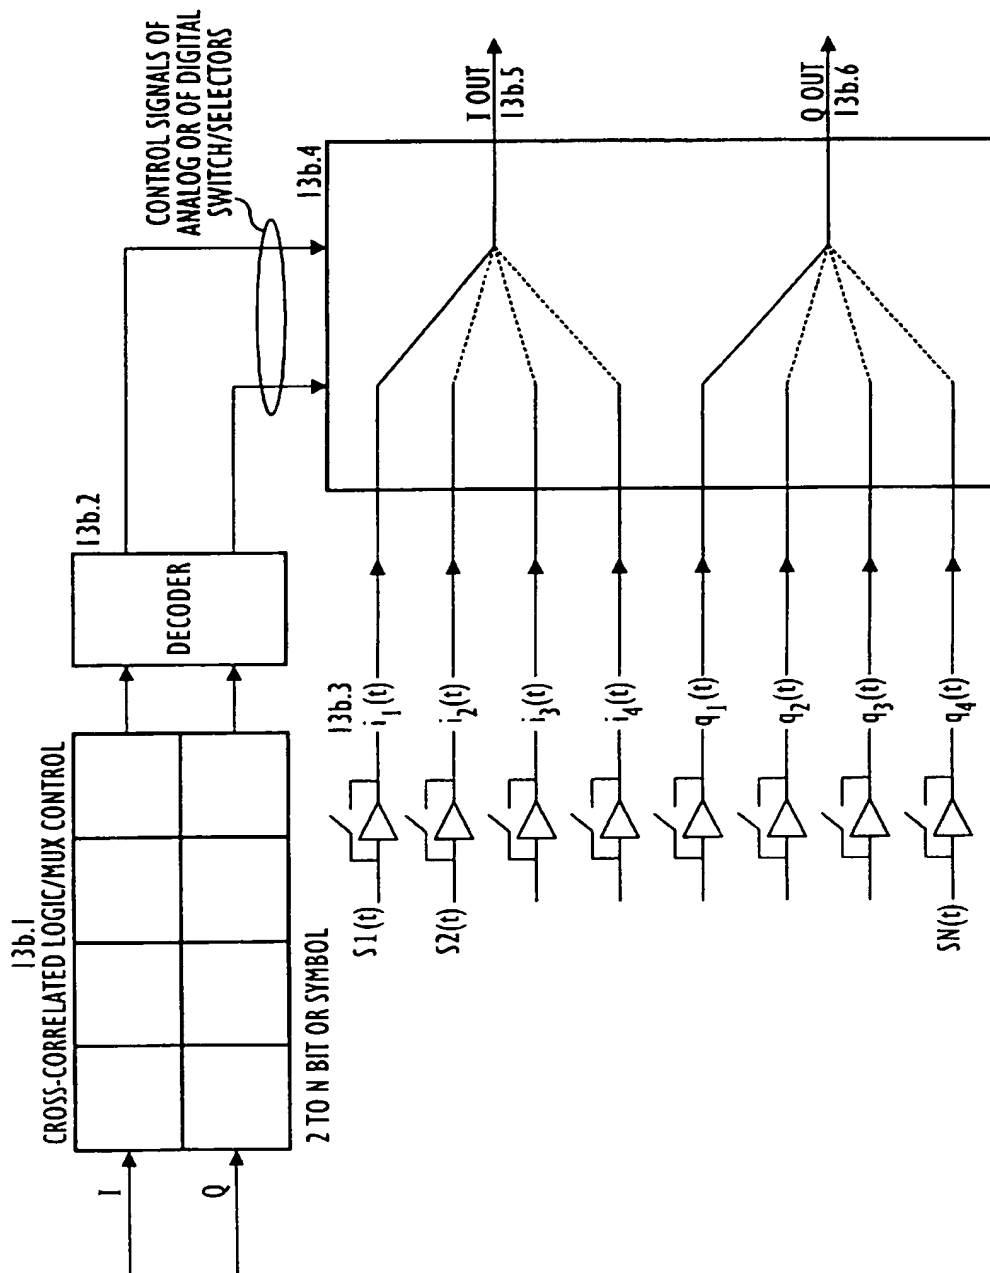 13b.1
CROSS-CORRELATED LOGIC/MUX CONTROL
I
Q
2 TO N BIT OR SYMBOL
13b.2
DECODER
CONTROL SIGNALS OF
ANALOG OR OF DIGITAL
SWITCH/SELECTORS
13b.3
13b.4
S1(t)
i1(t)
S2(t)
i2(t)
i3(t)
i4(t)
q1(t)
q2(t)
q3(t)
SN(t)
q4(t)
I OUT
13b.5
Q OUT
13b.6